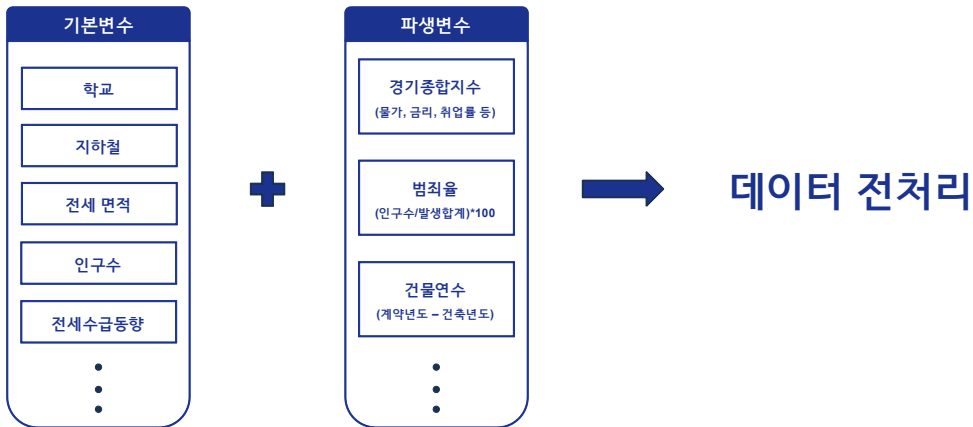 기본변수
학교
지하철
전세 면적
인구수
전세수급동향
파생변수
경기종합지수
(물가, 금리, 취업률 등)
범죄율
(인구수/발생합계)*100
건물연수
(계약년도 – 건축년도)
데이터 전처리